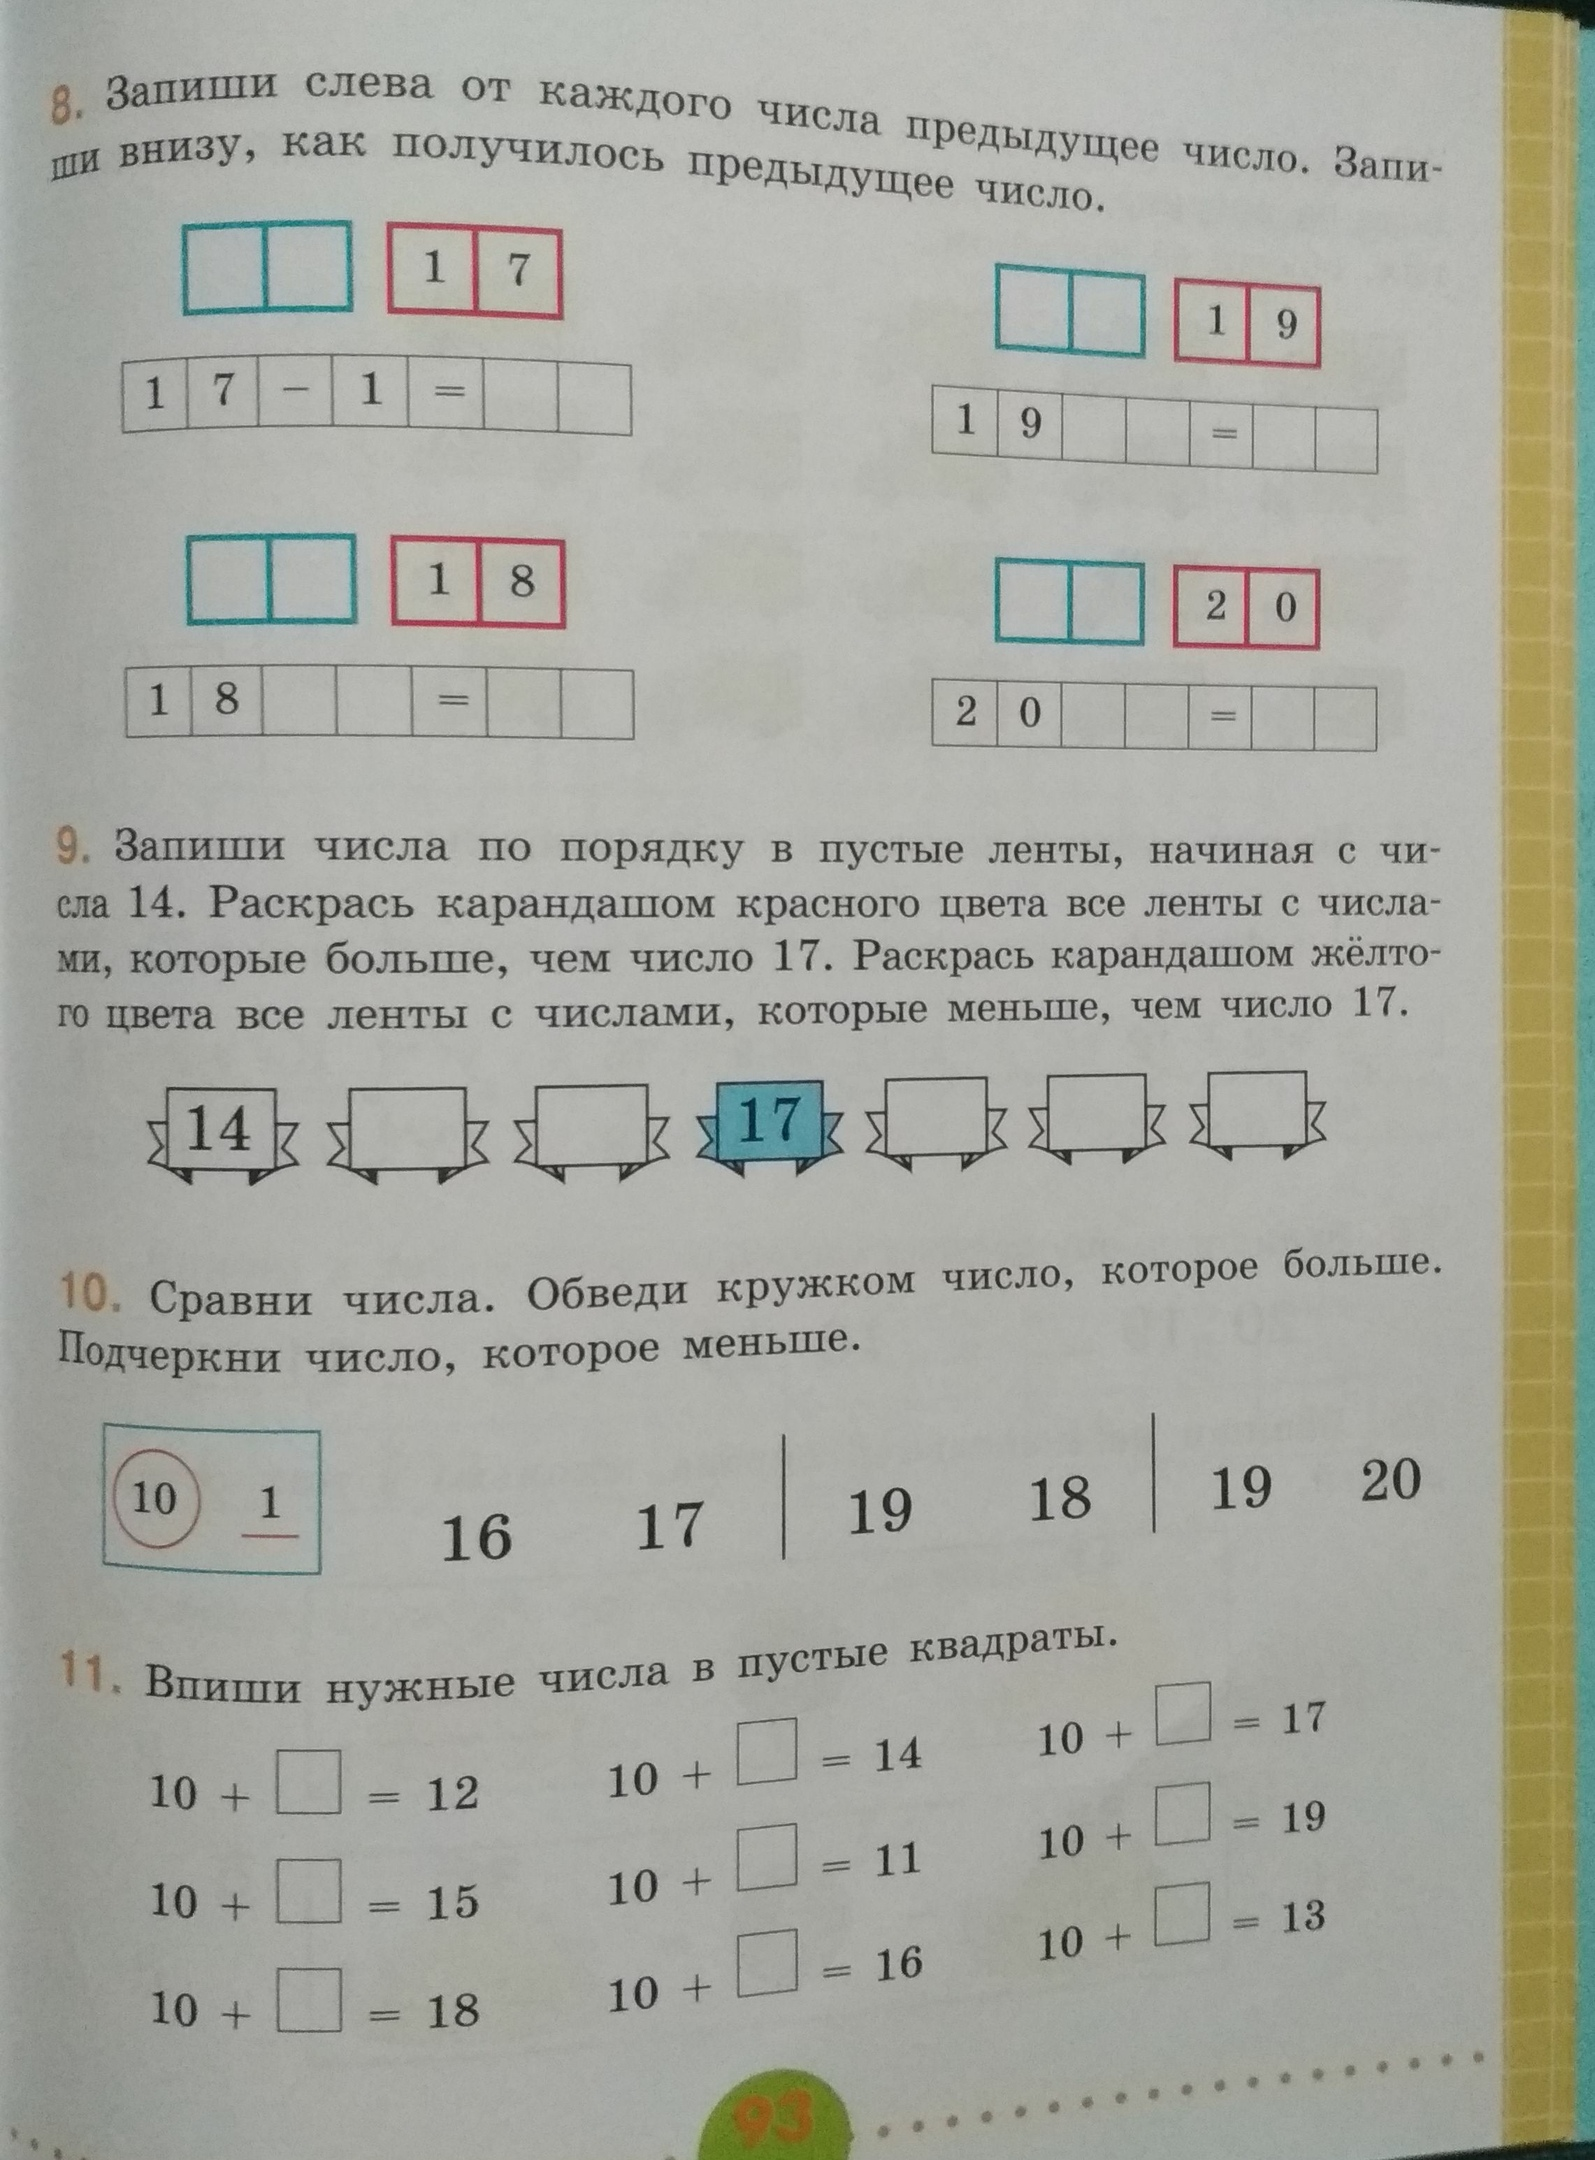 8. Запиши слева от каждого числа предыдущее число. Запи-
ши внизу, как получилось предыдущее число.
1 7
1 9
1 7 − 1 =
1 9 =
1 8
2 0
1 8 =
2 0 =
9. Запиши числа по порядку в пустые ленты, начиная с чи-
сла 14. Раскрась карандашом красного цвета все ленты с числа-
ми, которые больше, чем число 17. Раскрась карандашом жёлто-
го цвета все ленты с числами, которые меньше, чем число 17.
14 17
10. Сравни числа. Обведи кружком число, которое больше.
Подчеркни число, которое меньше.
10 1 16 17 19 18 19 20
11. Впиши нужные числа в пустые квадраты.
10 + □ = 12 10 + □ = 14 10 + □ = 17
10 + □ = 15 10 + □ = 11 10 + □ = 19
10 + □ = 18 10 + □ = 16 10 + □ = 13
93